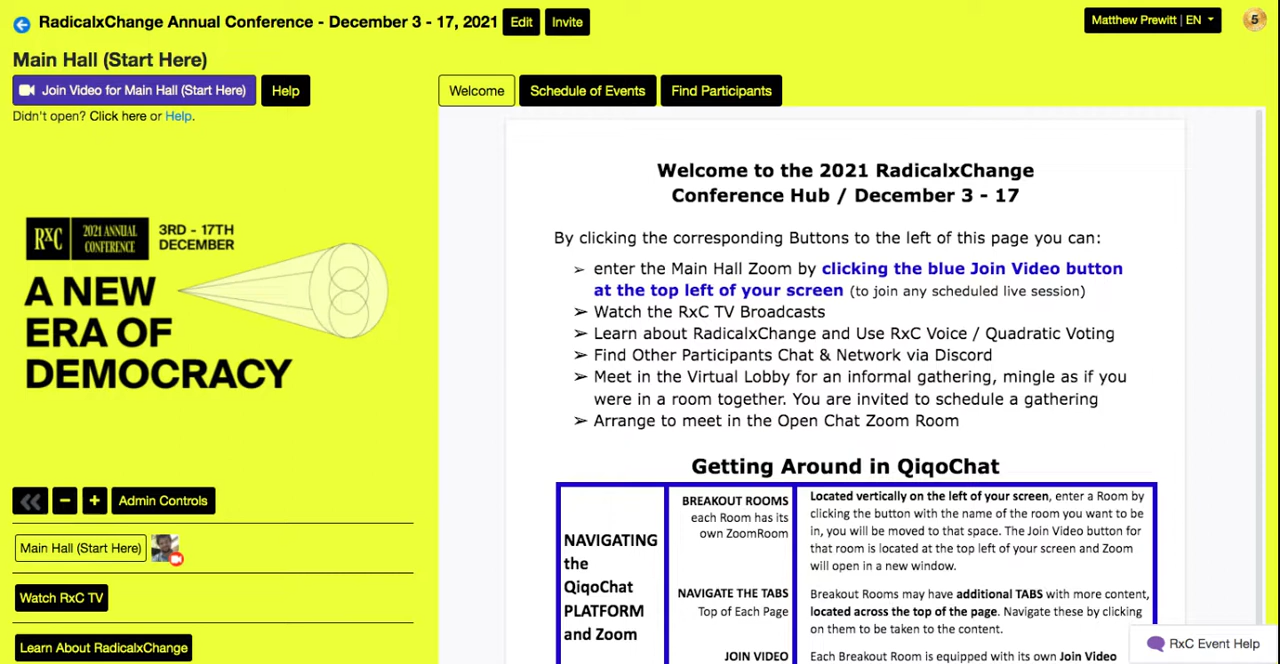 RadicalxChange Annual Conference - December 3 - 17, 2021 Edit Invite
Matthew Prewitt | EN
5
Main Hall (Start Here)
Join Video for Main Hall (Start Here) Help
Didn't open? Click here or Help.
RxC 2021 ANNUAL CONFERENCE
3RD - 17TH
DECEMBER
A NEW
ERA OF
DEMOCRACY
Admin Controls
Main Hall (Start Here)
Watch RxC TV
Learn About RadicalxChange
Welcome Schedule of Events Find Participants
Welcome to the 2021 RadicalxChange
Conference Hub / December 3 - 17
By clicking the corresponding Buttons to the left of this page you can:
➢ enter the Main Hall Zoom by clicking the blue Join Video button
at the top left of your screen (to join any scheduled live session)
➢ Watch the RxC TV Broadcasts
➢ Learn about RadicalxChange and Use RxC Voice / Quadratic Voting
➢ Find Other Participants Chat & Network via Discord
➢ Meet in the Virtual Lobby for an informal gathering, mingle as if you
were in a room together. You are invited to schedule a gathering
➢ Arrange to meet in the Open Chat Zoom Room
Getting Around in QiqoChat
NAVIGATING
the
QiqoChat
PLATFORM
and Zoom
BREAKOUT ROOMS
each Room has its
own ZoomRoom
Located vertically on the left of your screen, enter a Room by
clicking the button with the name of the room you want to be
in, you will be moved to that space. The Join Video button for
that room is located at the top left of your screen and Zoom
will open in a new window.
NAVIGATE THE TABS
Top of Each Page
Breakout Rooms may have additional TABS with more content,
located across the top of the page. Navigate these by clicking
on them to be taken to the content.
JOIN VIDEO
Each Breakout Room is equipped with its own Join Video
RxC Event Help